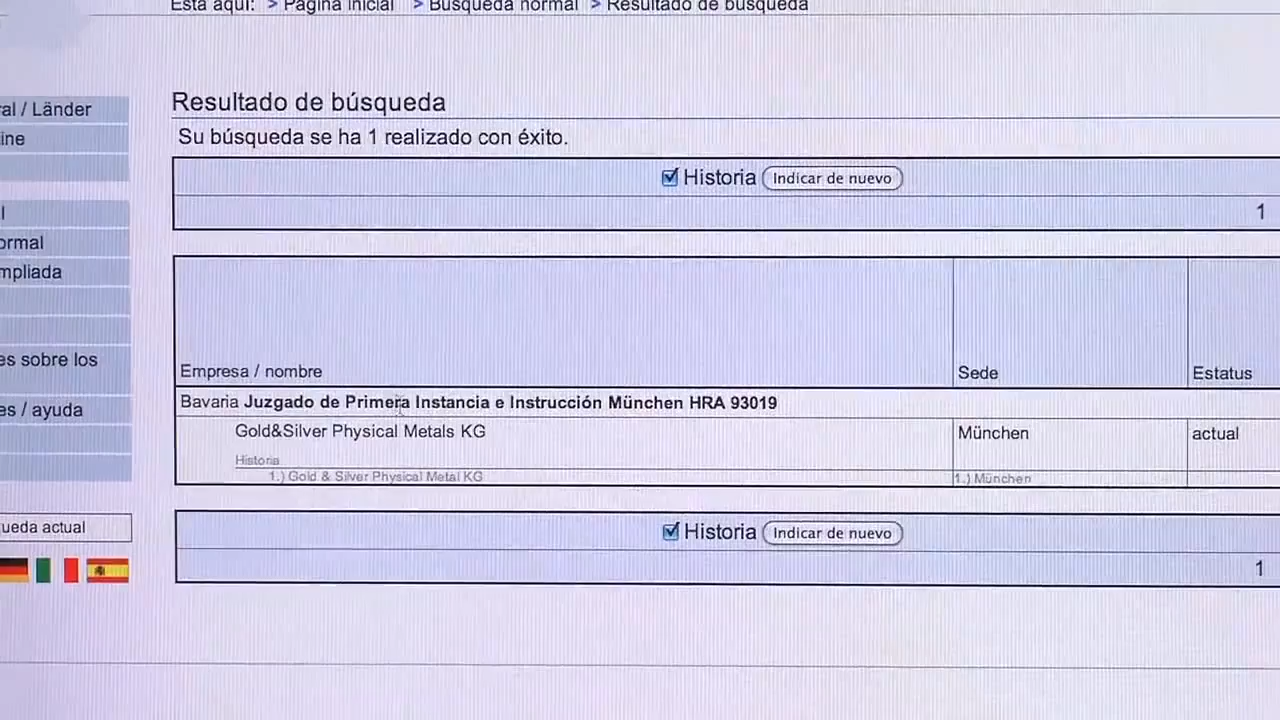 Está aquí: > Página inicial > Búsqueda normal > Resultado de búsqueda
al / Länder
ine
l
ormal
mpliada
es sobre los
es / ayuda
ueda actual
Resultado de búsqueda
Su búsqueda se ha 1 realizado con éxito.
Historia Indicar de nuevo
1
Empresa / nombre Sede Estatus
Bavaria Juzgado de Primera Instancia e Instrucción München HRA 93019
Gold&Silver Physical Metals KG München actual
Historia
1.) Gold & Silver Physical Metal KG 1.) München
Historia Indicar de nuevo
1